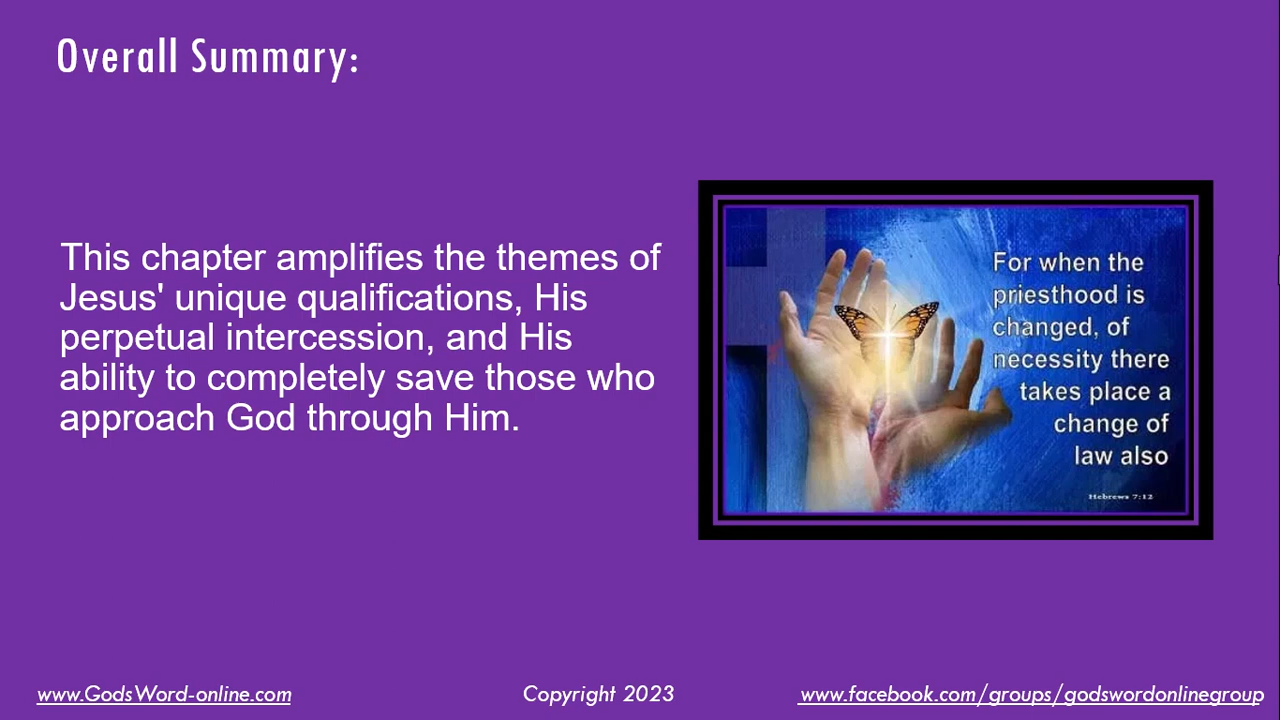 Overall Summary:
This chapter amplifies the themes of
Jesus' unique qualifications, His
perpetual intercession, and His
ability to completely save those who
approach God through Him.
For when the
priesthood is
changed, of
necessity there
takes place a
change of
law also
Hebrews 7:12
www.GodsWord-online.com
Copyright 2023
www.facebook.com/groups/godswordonlinegroup